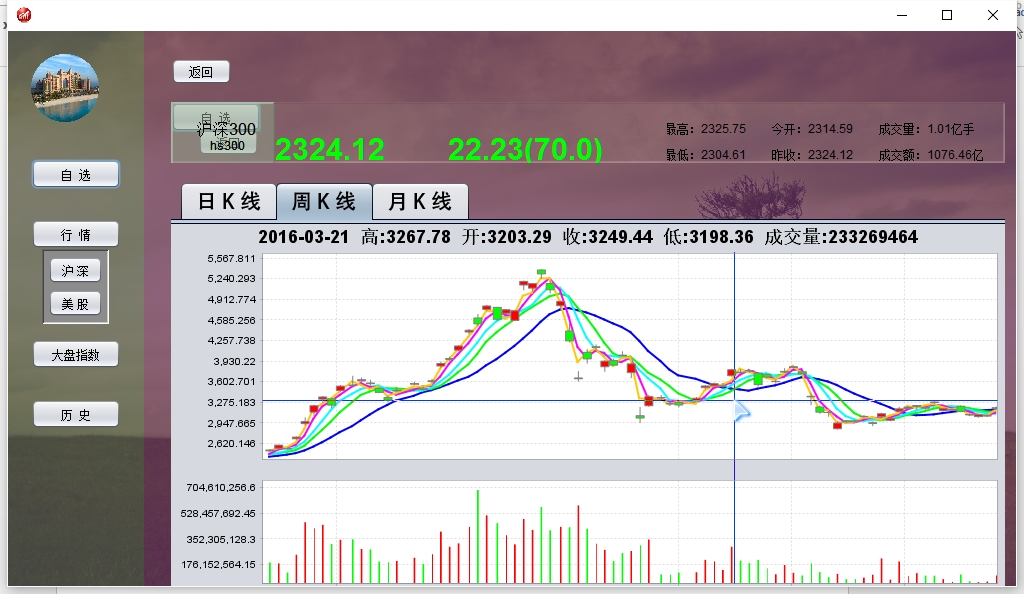 返回
自 选
行 情
沪 深
美 股
大盘指数
历 史
自 选
沪深300
返回
hs300
2324.12
22.23(70.0)
最高: 2325.75 今开: 2314.59 成交量: 1.01亿手
最低: 2304.61 昨收: 2324.12 成交额: 1076.46亿
日 K 线 周 K 线 月 K 线
2016-03-21 高:3267.78 开:3203.29 收:3249.44 低:3198.36 成交量:233269464
5,567.811
5,240.293
4,912.774
4,585.256
4,257.738
3,930.22
3,602.701
3,275.183
2,947.665
2,620.146
704,610,256.6
528,457,692.45
352,305,128.3
176,152,564.15